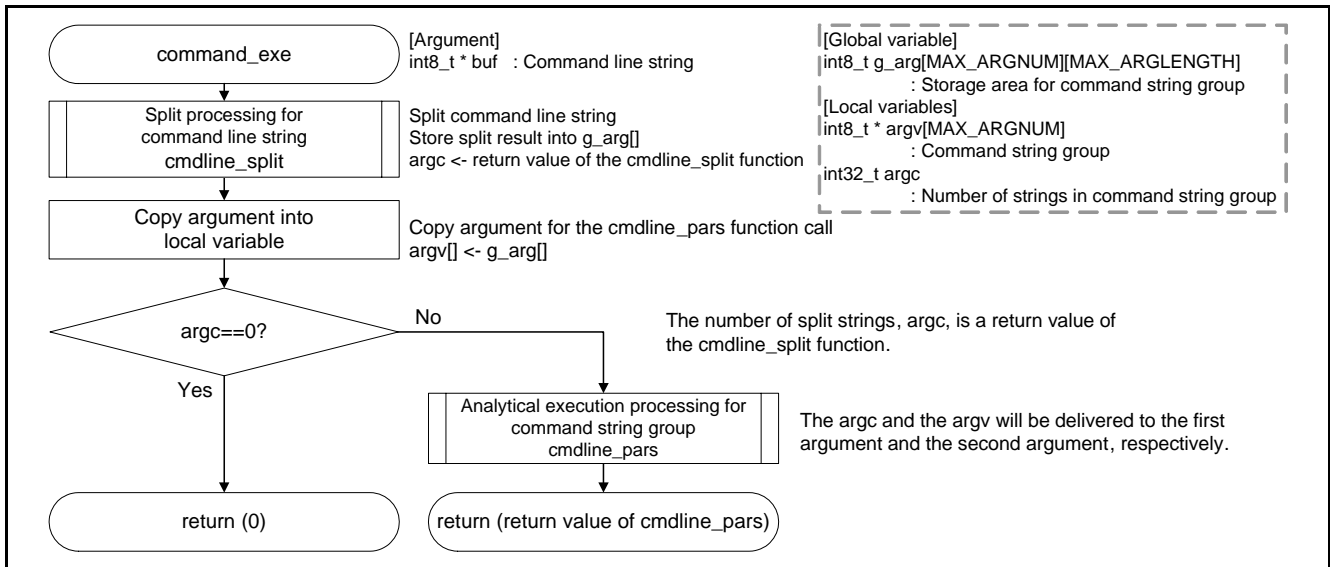 command_exe
[Argument]
int8_t * buf : Command line string
[Global variable]
int8_t g_arg[MAX_ARGNUM][MAX_ARGLENGTH]
: Storage area for command string group
[Local variables]
int8_t * argv[MAX_ARGNUM]
: Command string group
int32_t argc
: Number of strings in command string group
Split processing for
command line string
cmdline_split
Split command line string
Store split result into g_arg[]
argc <- return value of the cmdline_split function
Copy argument into
local variable
Copy argument for the cmdline_pars function call
argv[] <- g_arg[]
argc==0?
No
The number of split strings, argc, is a return value of
the cmdline_split function.
Yes
Analytical execution processing for
command string group
cmdline_pars
The argc and the argv will be delivered to the first
argument and the second argument, respectively.
return (0)
return (return value of cmdline_pars)